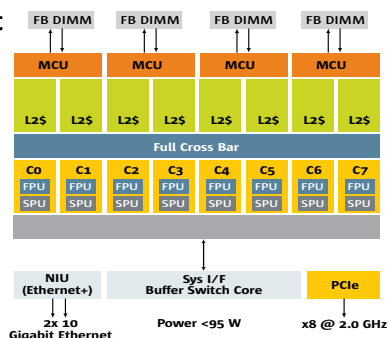 FB DIMM FB DIMM FB DIMM FB DIMM
MCU MCU MCU MCU
L2$ L2$ L2$ L2$ L2$ L2$ L2$ L2$
Full Cross Bar
C0 C1 C2 C3 C4 C5 C6 C7
FPU FPU FPU FPU FPU FPU FPU FPU
SPU SPU SPU SPU SPU SPU SPU SPU
NIU Sys I/F PCIe
(Ethernet+) Buffer Switch Core
2x 10 Power <95 W x8 @ 2.0 GHz
Gigabit Ethernet